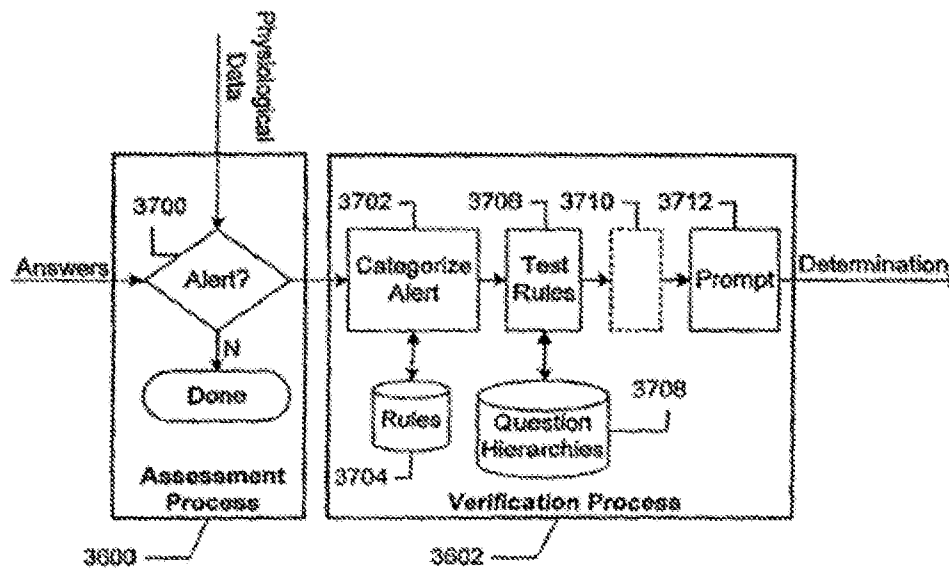 Physiological
Data
3700
3702
3708
3710
3712
Answers
Alert?
Categorize
Alert
Test
Rules
Prompt
Determination
N
Done
Rules
Question
Hierarchies
3708
3704
Assessment
Process
Verification Process
3600
3602